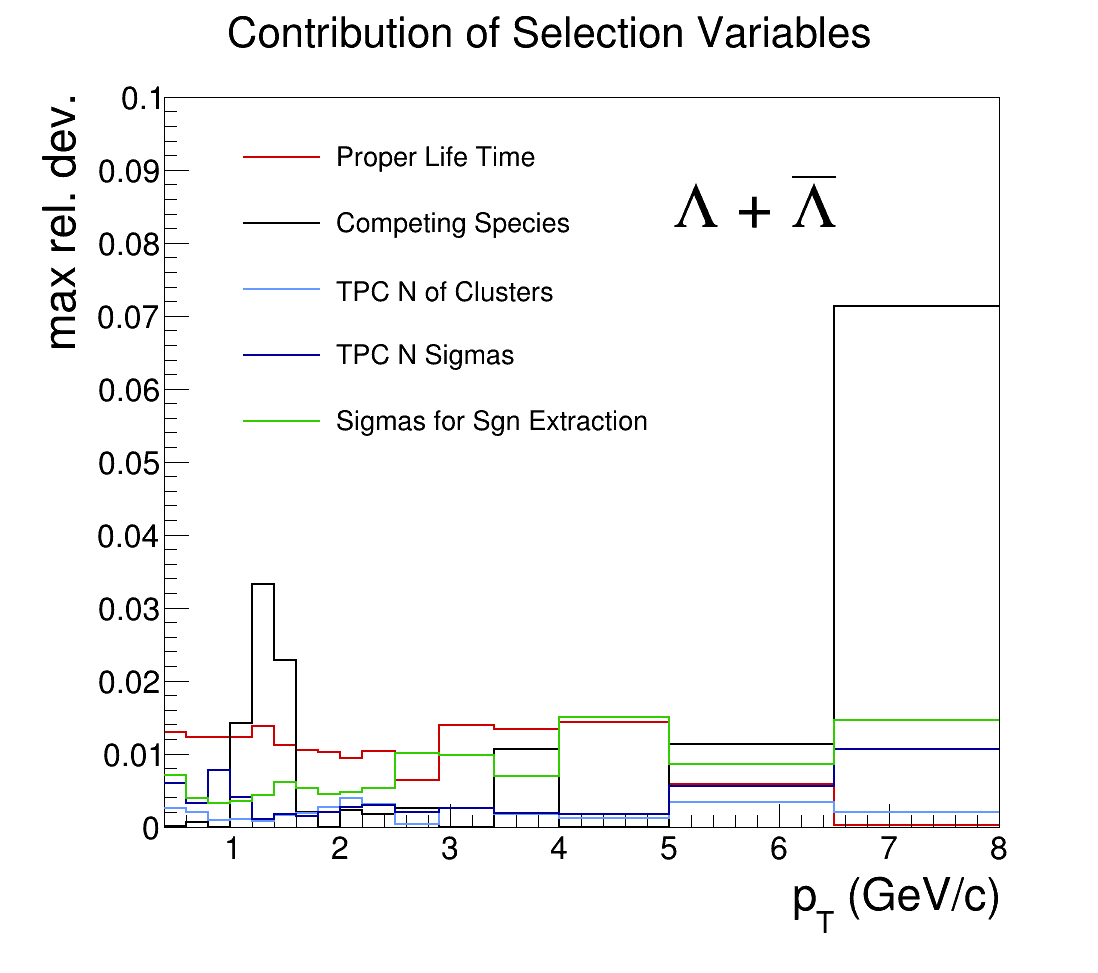 Contribution of Selection Variables
max rel. dev.
0.1
0.09
0.08
0.07
0.06
0.05
0.04
0.03
0.02
0.01
0
Proper Life Time
Competing Species
TPC N of Clusters
TPC N Sigmas
Sigmas for Sgn Extraction
Λ + Λ̅
1 2 3 4 5 6 7 8
p_T (GeV/c)